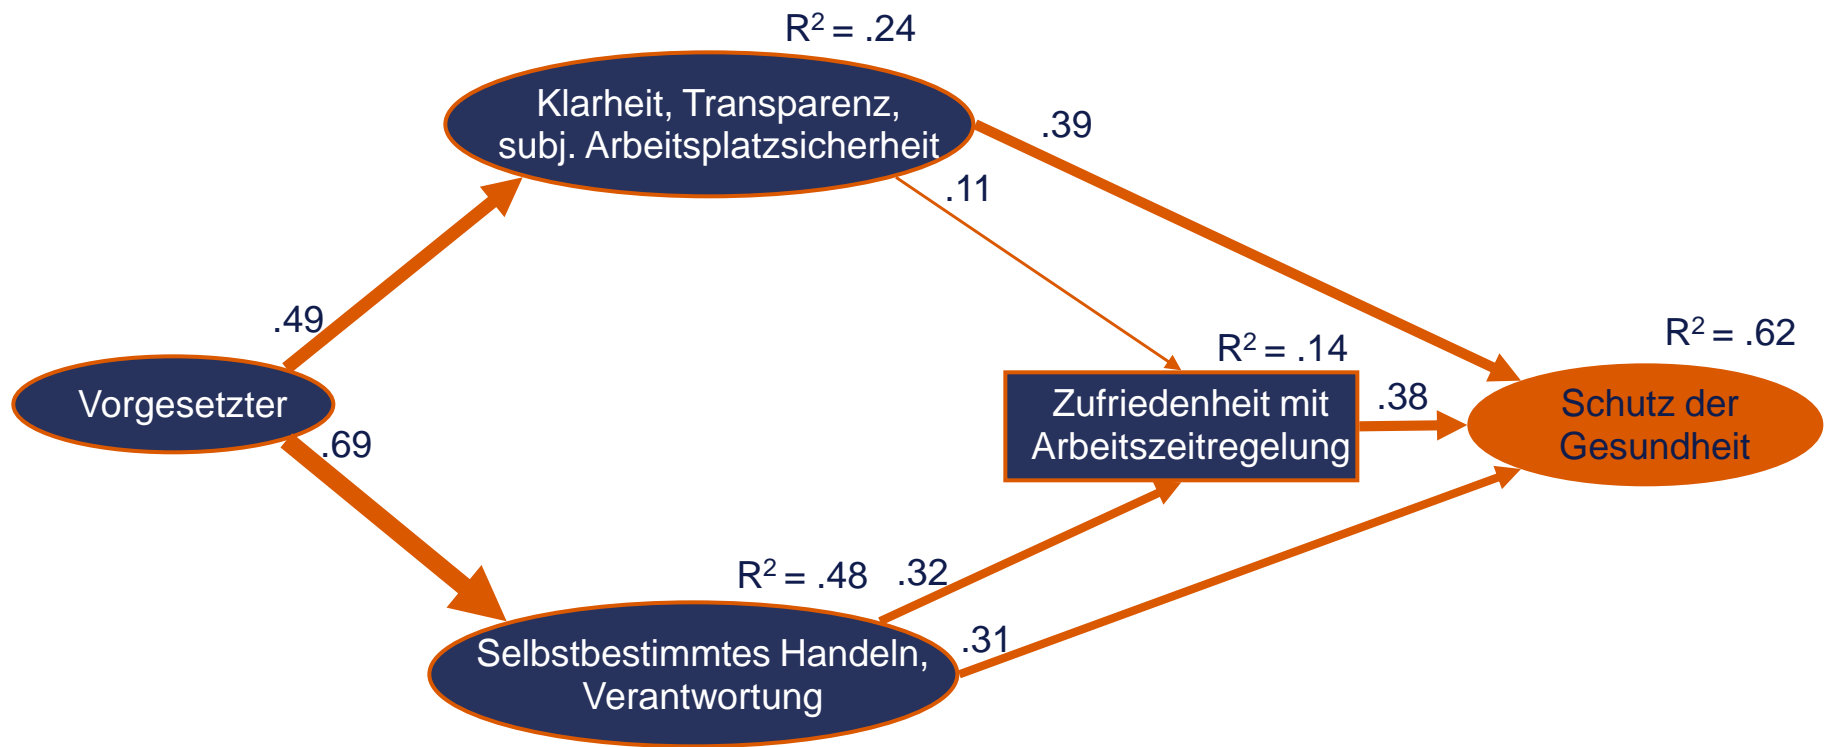 R² = .24
Klarheit, Transparenz,
subj. Arbeitsplatzsicherheit
.39
.11
.49
R² = .14
R² = .62
Vorgesetzter
.69
Zufriedenheit mit
Arbeitszeitregelung
.38
Schutz der
Gesundheit
R² = .48
.32
.31
Selbstbestimmtes Handeln,
Verantwortung